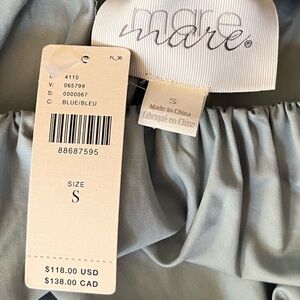 mare
mare®
FL_35
4110
V: 065799
S: 0000067
C: BLUE/BLEU
88687595
SIZE
S
$118.00 USD
$138.00 CAD
S
Made in China
Fabriqué en Chine